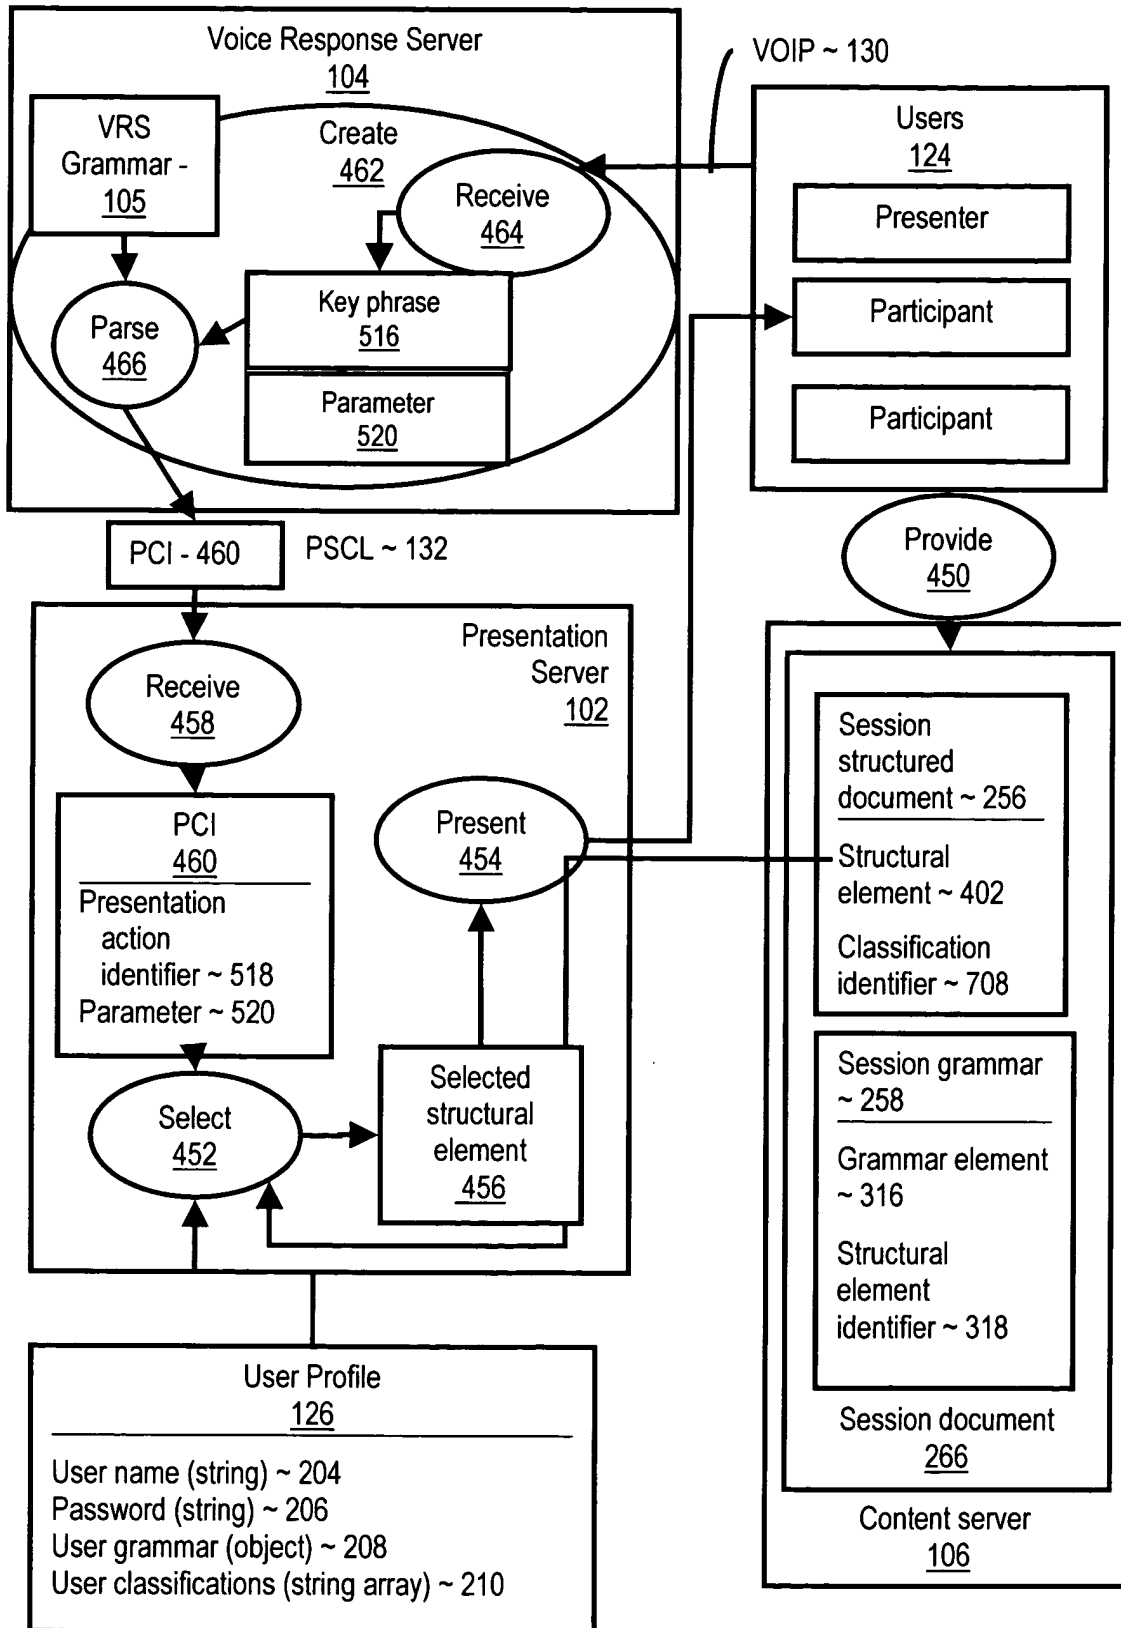 Voice Response Server
104
VRS
Grammar -
105
Create
462
Receive
464
Key phrase
516
Parse
466
Parameter
520
VOIP ~ 130
Users
124
Presenter
Participant
Participant
Provide
450
PCI - 460
PSCL ~ 132
Presentation
Server
102
Receive
458
PCI
460
Presentation
action
identifier ~ 518
Parameter ~ 520
Present
454
Select
452
Selected
structural
element
456
Session
structured
document ~ 256
Structural
element ~ 402
Classification
identifier ~ 708
Session grammar
~ 258
Grammar element
~ 316
Structural
element
identifier ~ 318
Session document
266
Content server
106
User Profile
126
User name (string) ~ 204
Password (string) ~ 206
User grammar (object) ~ 208
User classifications (string array) ~ 210